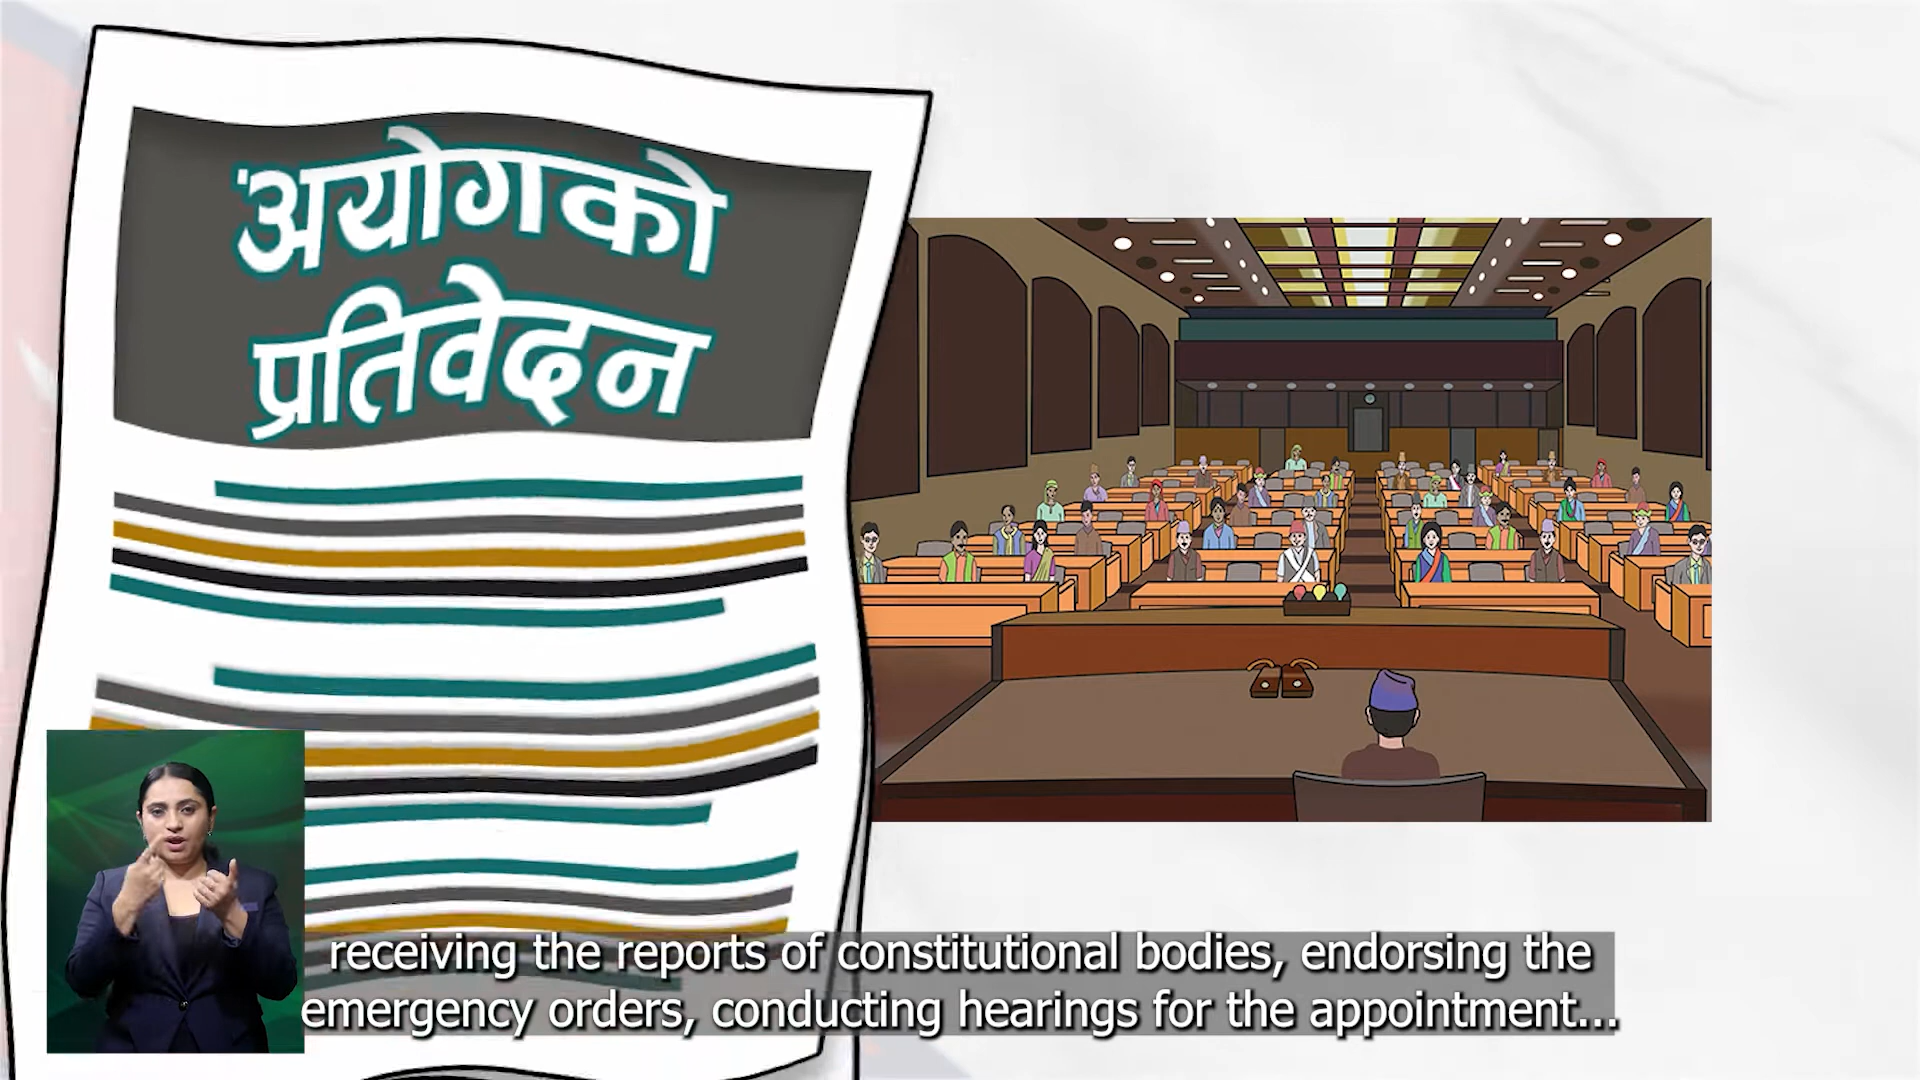 अयोगको
प्रतिवेदन
receiving the reports of constitutional bodies, endorsing the
emergency orders, conducting hearings for the appointment...